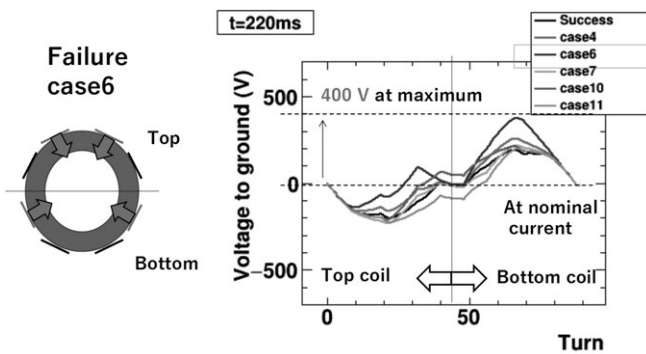 t=220ms
Failure
case6
Top
Bottom
Success
case4
case6
case7
case10
case11
400 V at maximum
Voltage to ground (V)
500
0
−500
At nominal
current
Top coil
Bottom coil
0
50
Turn